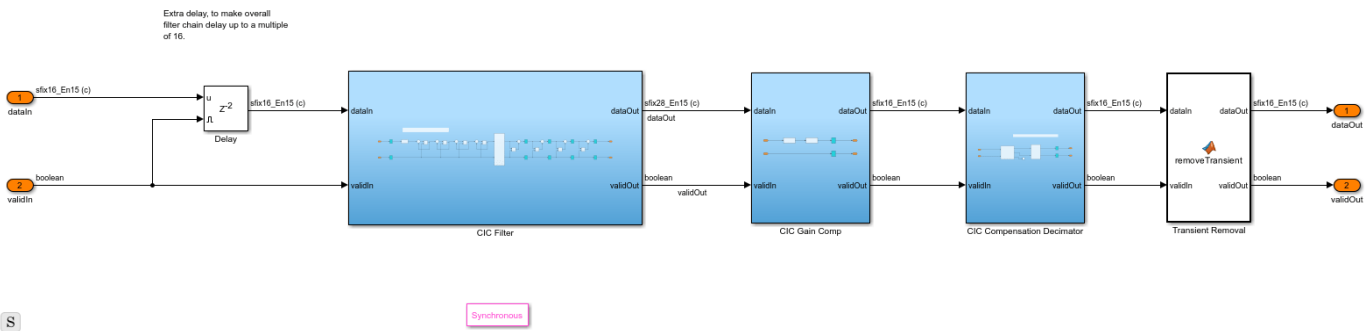 Extra delay, to make overall
filter chain delay up to a multiple
of 16.
sfix16_En15 (c)
1
dataIn
u
z-2
Delay
sfix16_En15 (c)
boolean
2
validIn
dataIn
dataOut
validIn
validOut
CIC Filter
sfix28_En15 (c)
dataOut
boolean
validOut
dataIn
dataOut
validIn
validOut
CIC Gain Comp
sfix16_En15 (c)
boolean
dataIn
dataOut
validIn
validOut
CIC Compensation Decimator
sfix16_En15 (c)
boolean
dataIn
dataOut
removeTransient
validIn
validOut
Transient Removal
sfix16_En15 (c)
1
dataOut
boolean
2
validOut
Synchronous
S